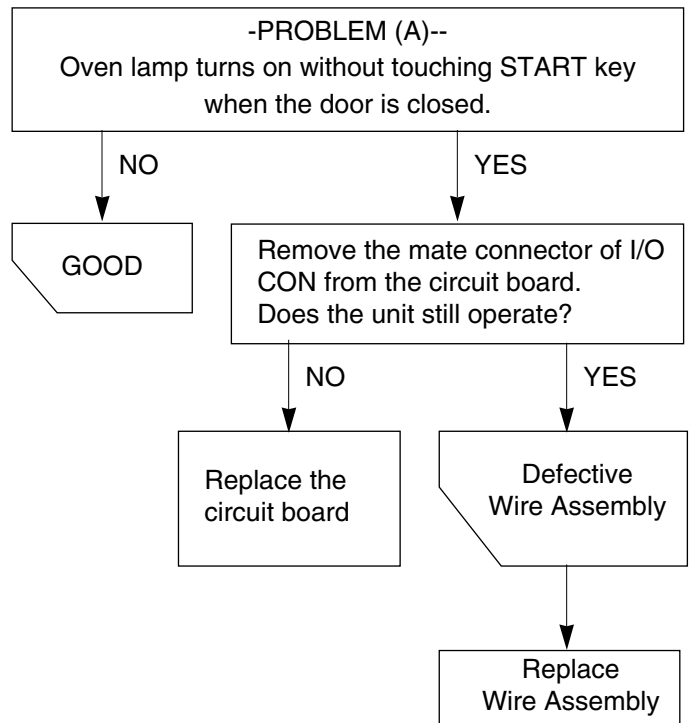 -PROBLEM (A)--
Oven lamp turns on without touching START key
when the door is closed.
NO
YES
GOOD
Remove the mate connector of I/O
CON from the circuit board.
Does the unit still operate?
NO
YES
Replace the
circuit board
Defective
Wire Assembly
Replace
Wire Assembly